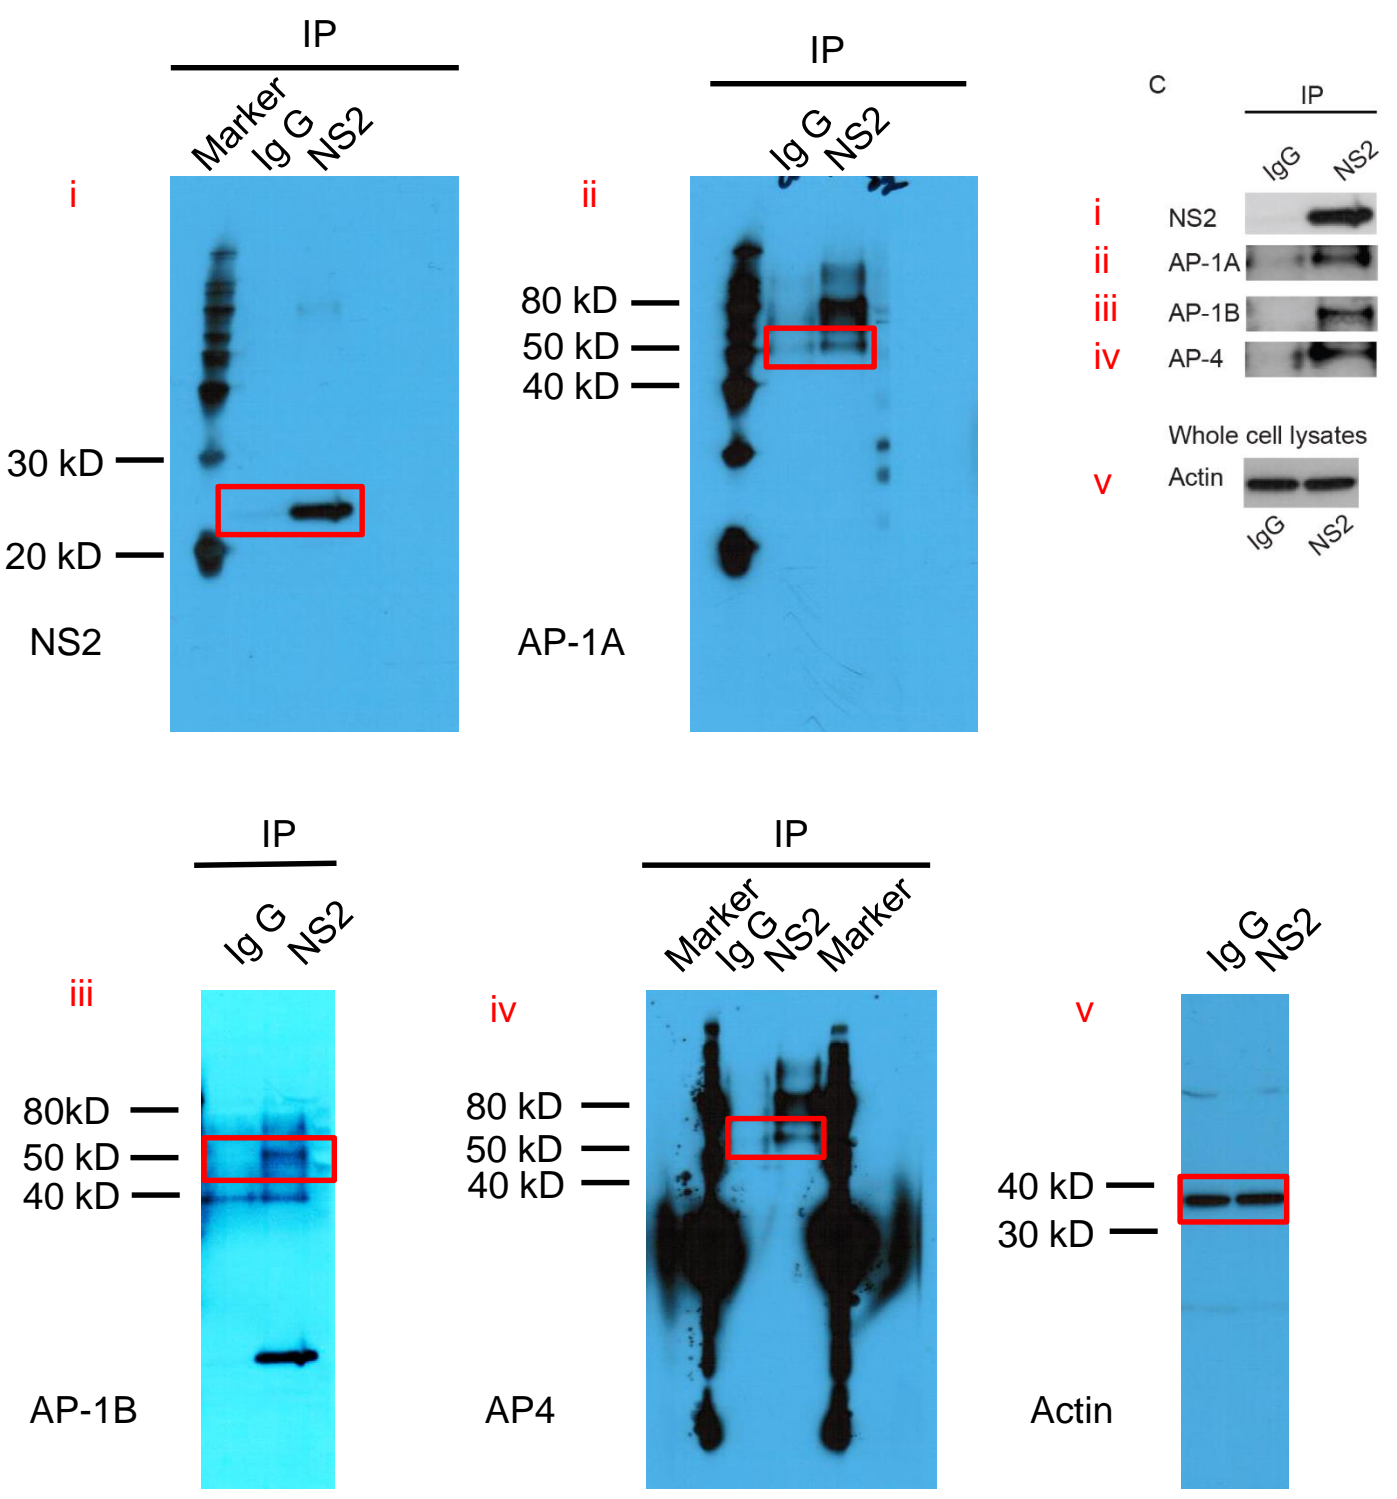 IP
Marker
Ig G
NS2
i
30 kD
20 kD
NS2
IP
Ig G
NS2
ii
80 kD
50 kD
40 kD
AP-1A
C
IP
IgG
NS2
i NS2
ii AP-1A
iii AP-1B
iv AP-4
Whole cell lysates
v Actin
IgG
NS2
IP
Ig G
NS2
iii
80kD
50 kD
40 kD
AP-1B
IP
Marker
Ig G
NS2
Marker
iv
80 kD
50 kD
40 kD
AP4
Ig G
NS2
v
40 kD
30 kD
Actin